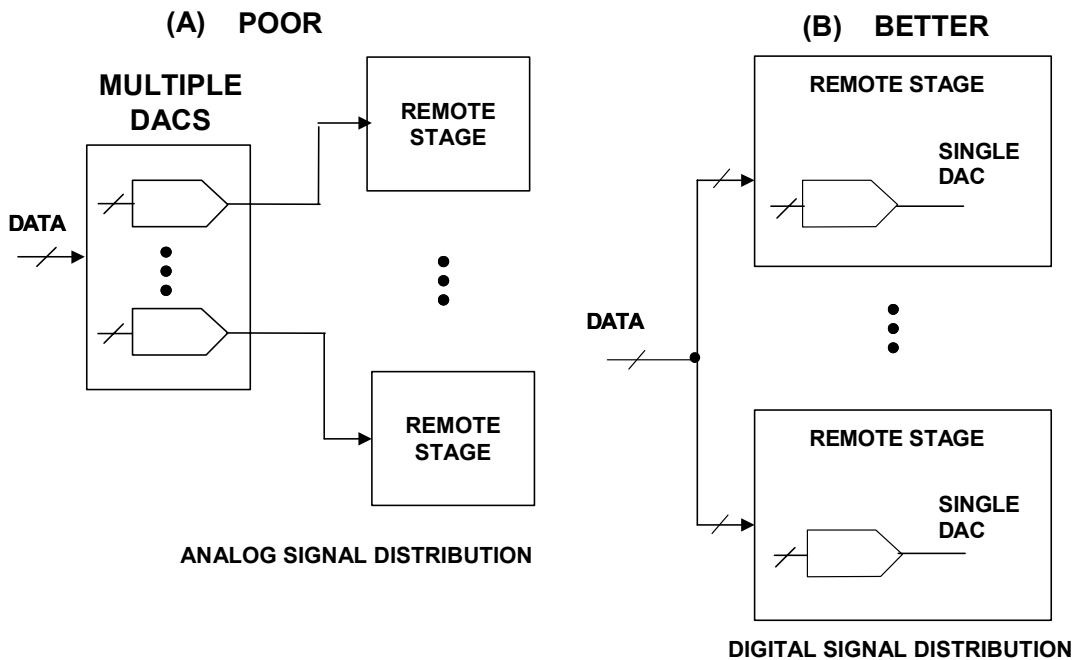 (A) POOR
MULTIPLE
DACS
DATA
REMOTE
STAGE
REMOTE
STAGE
ANALOG SIGNAL DISTRIBUTION
(B) BETTER
REMOTE STAGE
SINGLE
DAC
DATA
REMOTE STAGE
SINGLE
DAC
DIGITAL SIGNAL DISTRIBUTION